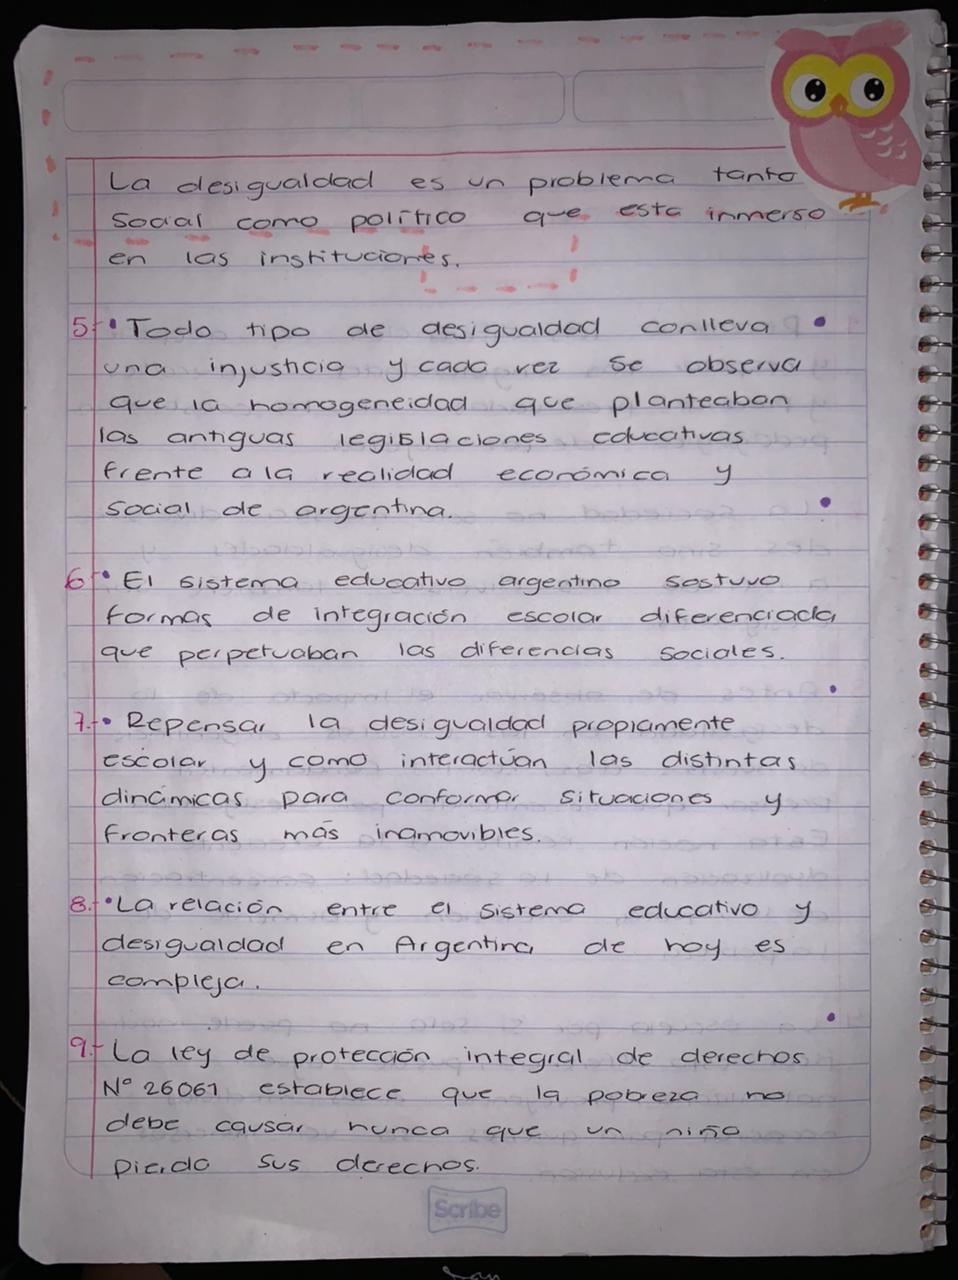 La desigualdad es un problema tanto
social como político que esta inmerso
en las instituciones.
5.- • Todo tipo de desigualdad conlleva •
una injusticia y cada vez se observa
que la homogeneidad que planteaban
las antiguas legislaciones educativas
frente a la realidad económica y
social de argentina. •
6.- • El sistema educativo argentino sostuvo
formas de integración escolar diferenciada
que perpetuaban las diferencias sociales.
7.- • Repensar la desigualdad propiamente
escolar y como interactúan las distintas
dinámicas para conformar situaciones y
fronteras más inamovibles.
8.- • La relación entre el sistema educativo y
desigualdad en Argentina de hoy es
compleja.
9.- La ley de protección integral de derechos
N° 26061 establece que la pobreza no
debe causar nunca que un niño
pierda sus derechos.
Scribe